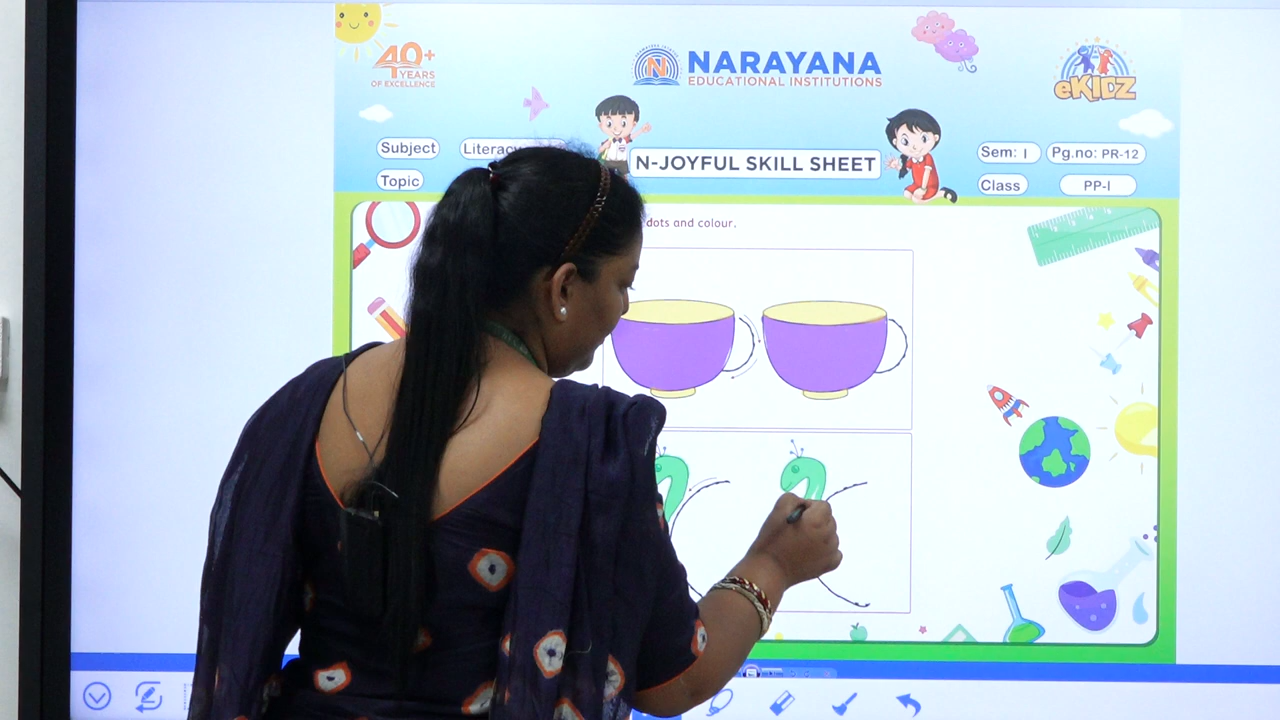 40+
YEARS
OF EXCELLENCE
N
NARAYANA
EDUCATIONAL INSTITUTIONS
eKIDZ
Subject
Literacy
Sem: I
Pg.no: PR-12
N-JOYFUL SKILL SHEET
Topic
Class
PP-I
dots and colour.